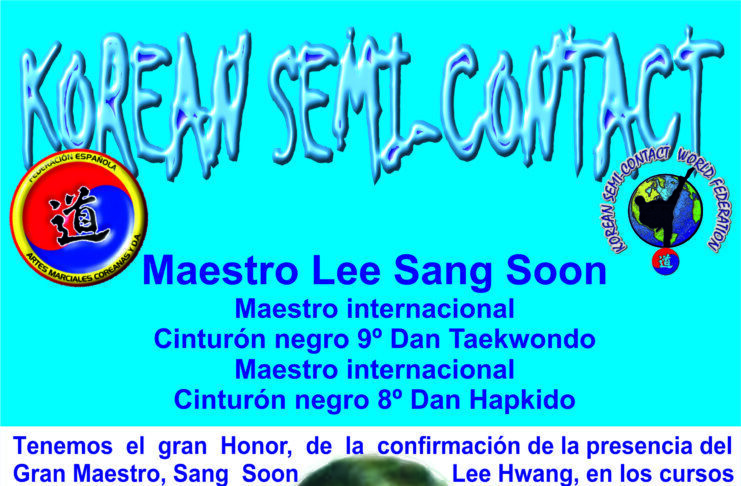 KOREAN SEMI-CONTACT
FEDERACIÓN ESPAÑOLA
道
ARTES MARCIALES COREANAS Y D.A.
KOREAN SEMI-CONTACT WORLD FEDERATION
道
Maestro Lee Sang Soon
Maestro internacional
Cinturón negro 9º Dan Taekwondo
Maestro internacional
Cinturón negro 8º Dan Hapkido
Tenemos el gran Honor, de la confirmación de la presencia del
Gran Maestro, Sang Soon Lee Hwang, en los cursos